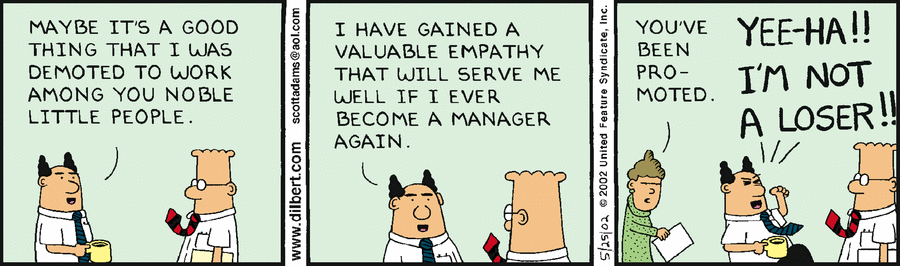 MAYBE IT'S A GOOD
THING THAT I WAS
DEMOTED TO WORK
AMONG YOU NOBLE
LITTLE PEOPLE.
www.dilbert.com scottadams@aol.com
I HAVE GAINED A
VALUABLE EMPATHY
THAT WILL SERVE ME
WELL IF I EVER
BECOME A MANAGER
AGAIN.
5/25/02 © 2002 United Feature Syndicate, Inc.
YOU'VE
BEEN
PRO-
MOTED.
YEE-HA!!
I'M NOT
A LOSER!!